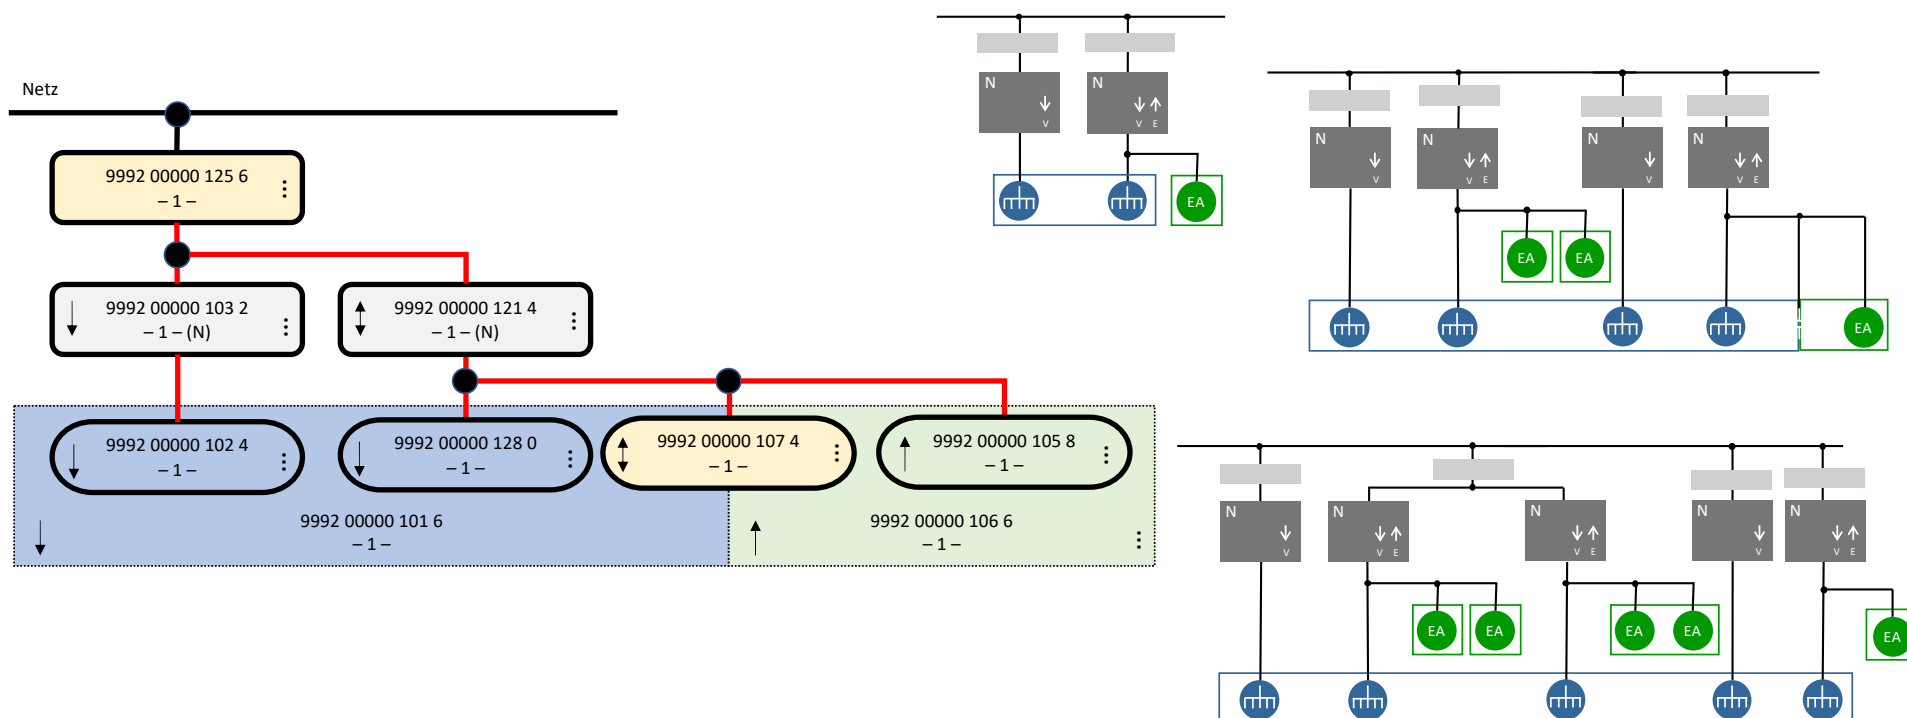 Netz
9992 00000 125 6
– 1 –
9992 00000 103 2
– 1 – (N)
9992 00000 121 4
– 1 – (N)
9992 00000 102 4
– 1 –
9992 00000 128 0
– 1 –
9992 00000 107 4
– 1 –
9992 00000 105 8
– 1 –
9992 00000 101 6
– 1 –
9992 00000 106 6
– 1 –
N
V
N
V E
EA
N
V
N
V E
N
V
N
V E
EA
EA
EA
N
V
N
V E
N
V E
N
V
N
V E
EA
EA
EA
EA
EA